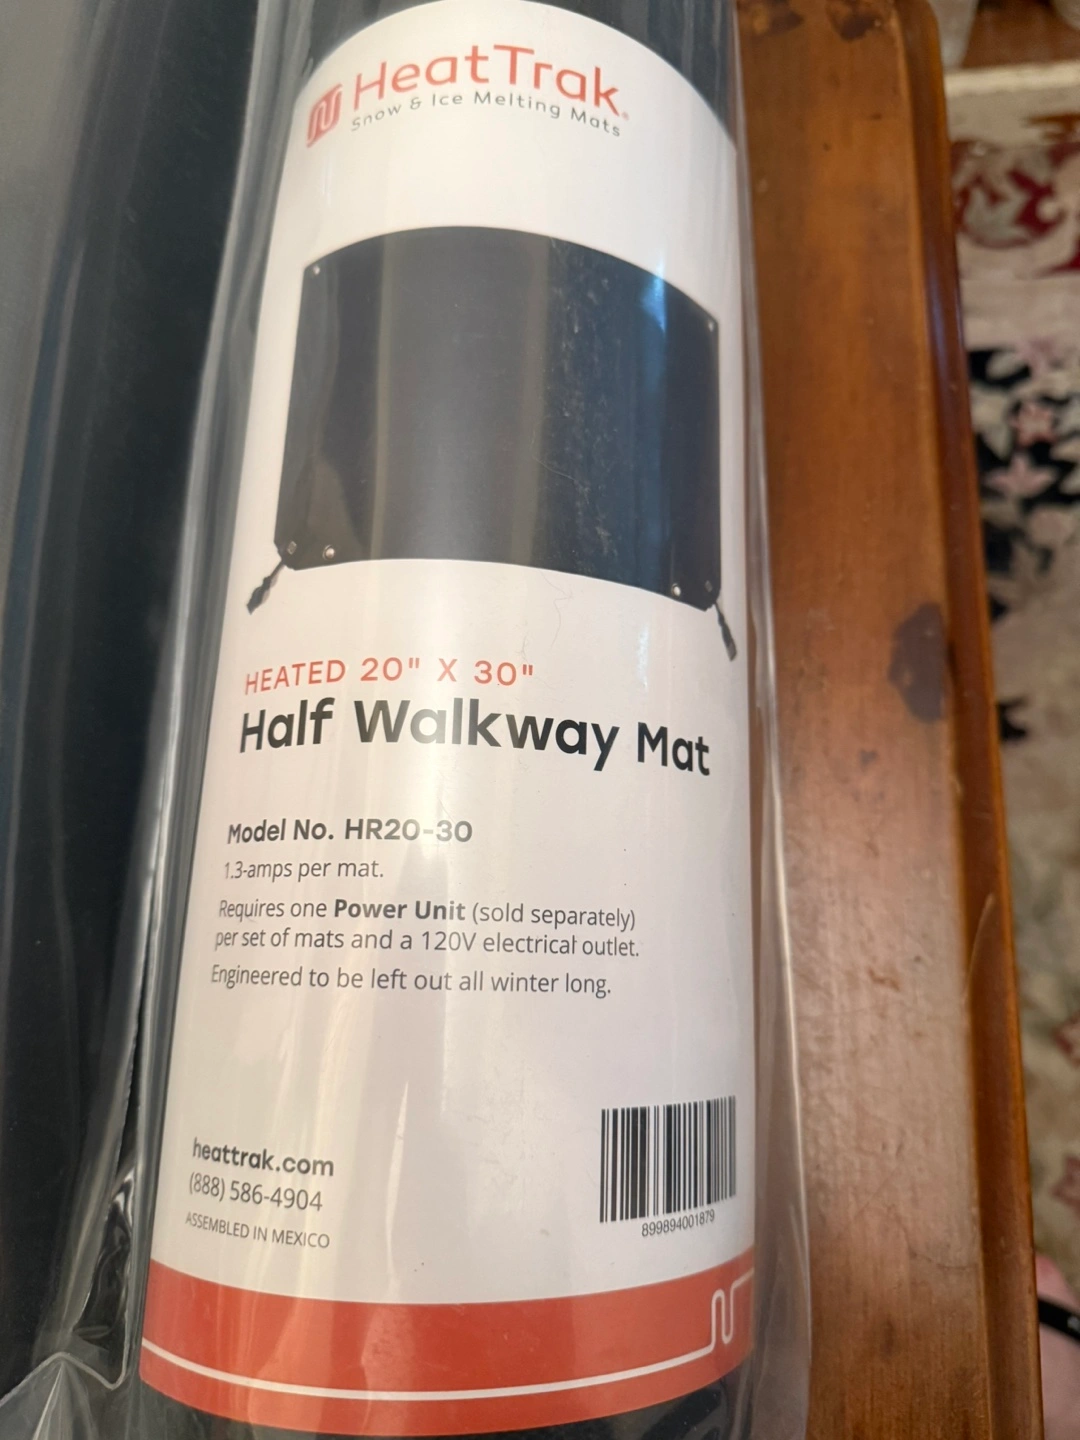 HeatTrak®
Snow & Ice Melting Mats
HEATED 20" X 30"
Half Walkway Mat
Model No. HR20-30
1.3-amps per mat.
Requires one Power Unit (sold separately)
per set of mats and a 120V electrical outlet.
Engineered to be left out all winter long.
heattrak.com
(888) 586-4904
ASSEMBLED IN MEXICO
899894001879